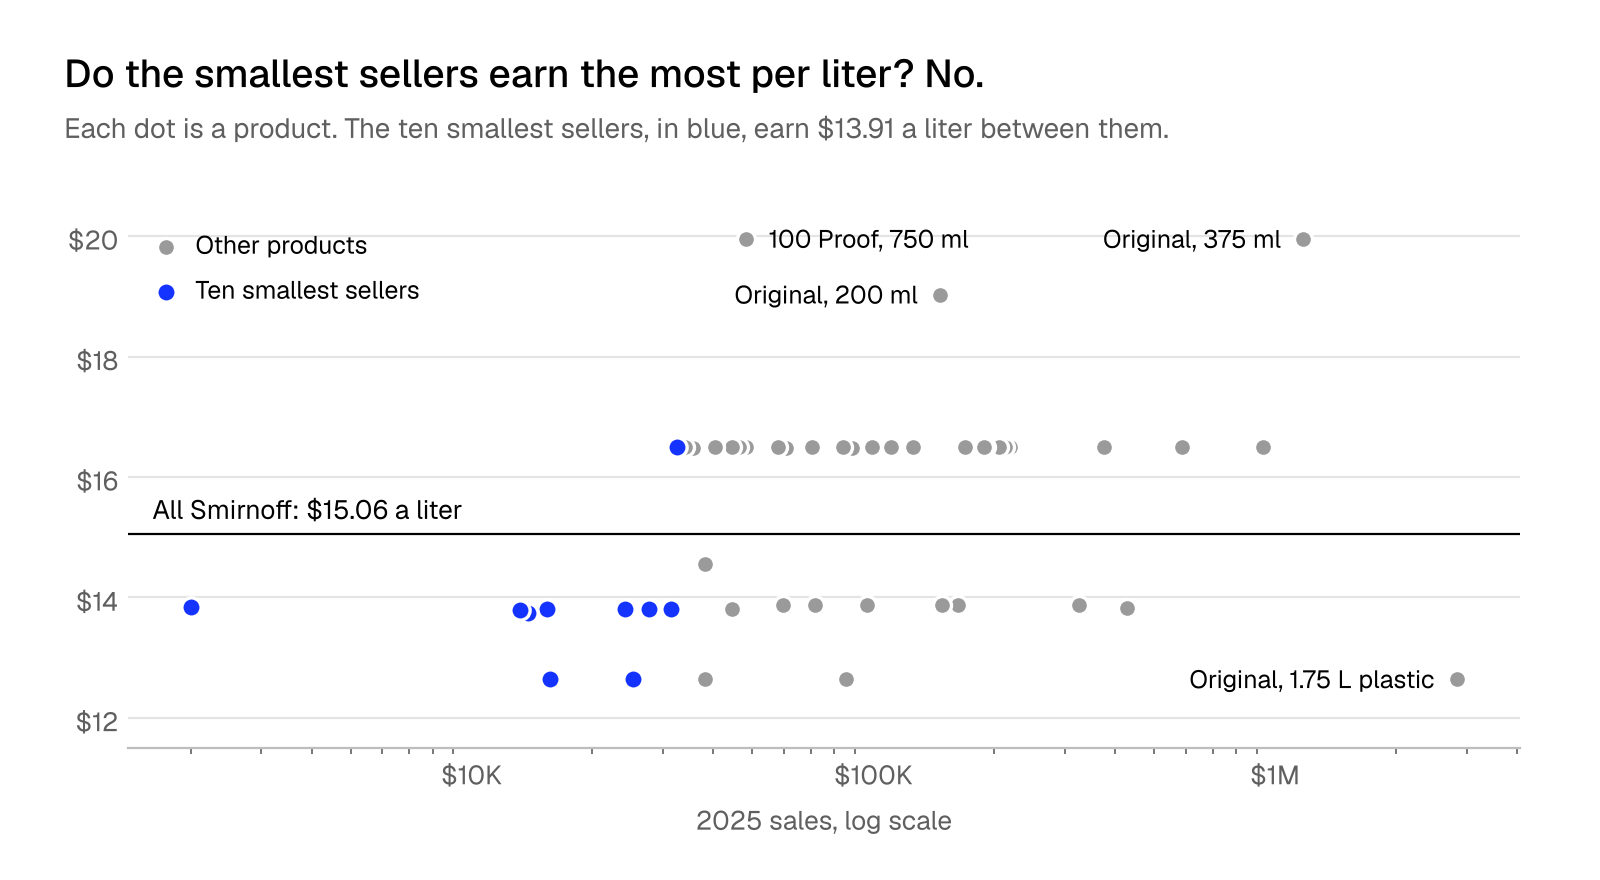 Do the smallest sellers earn the most per liter? No.
Each dot is a product. The ten smallest sellers, in blue, earn $13.91 a liter between them.
$20
Other products
100 Proof, 750 ml
Original, 375 ml
Ten smallest sellers
Original, 200 ml
$18
$16
All Smirnoff: $15.06 a liter
$14
Original, 1.75 L plastic
$12
$10K
$100K
$1M
2025 sales, log scale